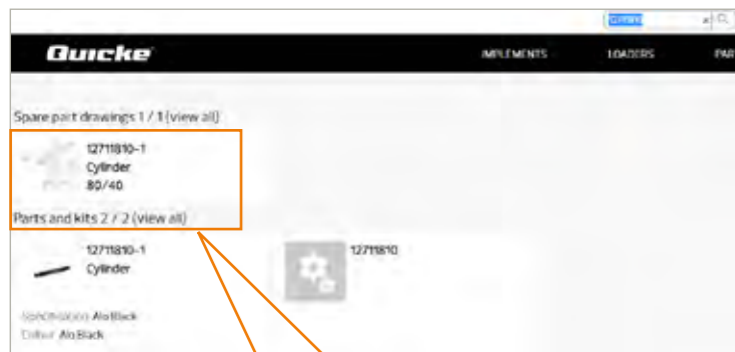 Quicke
IMPLEMENTS LOADERS PAR
Spare part drawings 1 / 1 (view all)
12711810-1
Cylinder
80/40
Parts and kits 2 / 2 (view all)
12711810-1
Cylinder
12711810
Specification: Alo Black
Colour: Alo Black